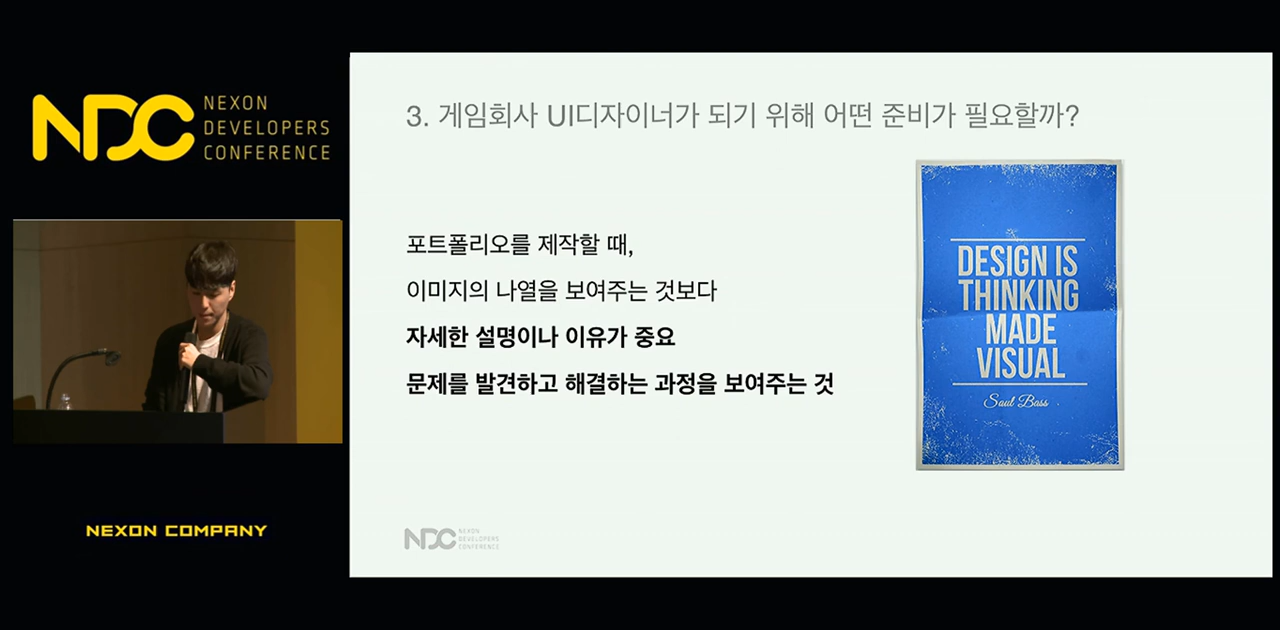 NDC
NEXON
DEVELOPERS
CONFERENCE
NEXON COMPANY
3. 게임회사 UI디자이너가 되기 위해 어떤 준비가 필요할까?
포트폴리오를 제작할 때,
이미지의 나열을 보여주는 것보다
자세한 설명이나 이유가 중요
문제를 발견하고 해결하는 과정을 보여주는 것
DESIGN IS
THINKING
MADE
VISUAL
Saul Bass
NDC
NEXON
DEVELOPERS
CONFERENCE